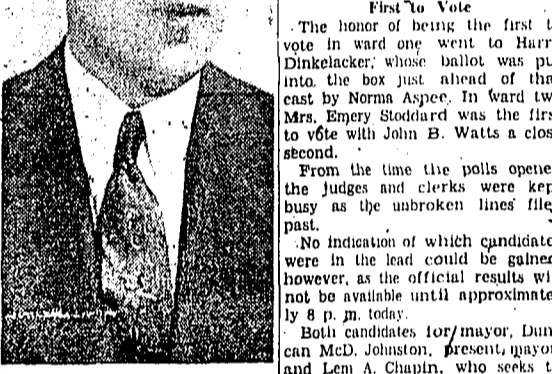 First to Vote
The honor of being the first t
vote in ward one went to Harr
Dinkelacker, whose ballot was pu
into the box just ahead of tha
cast by Norma Aspee. In ward tw
Mrs. Emery Stoddard was the firs
to vote with John B. Watts a clos
second.
From the time the polls opene
the judges and clerks were kep
busy as the unbroken lines file
past.
No indication of which candidate
were in the lead could be gained
however, as the official results wi
not be available until approximate
ly 8 p. m. today.
Both candidates for mayor, Dun
can McD. Johnston, present mayor
and Lem A. Chapin, who seeks t